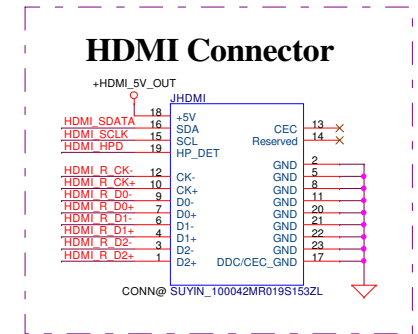 HDMI Connector
+HDMI_5V_OUT
JHDMI
18 +5V
HDMI_SDATA 16 SDA CEC 13
HDMI_SCLK 15 SCL Reserved 14
HDMI_HPD 19 HP_DET
GND 2
HDMI_R_CK- 12 CK- GND 5
HDMI_R_CK+ 10 CK+ GND 8
HDMI_R_D0- 9 D0- GND 11
HDMI_R_D0+ 7 D0+ GND 20
HDMI_R_D1- 6 D1- GND 21
HDMI_R_D1+ 4 D1+ GND 22
HDMI_R_D2- 3 D2- GND 23
HDMI_R_D2+ 1 D2+ DDC/CEC_GND 17
CONN@ SUYIN_100042MR019S153ZL